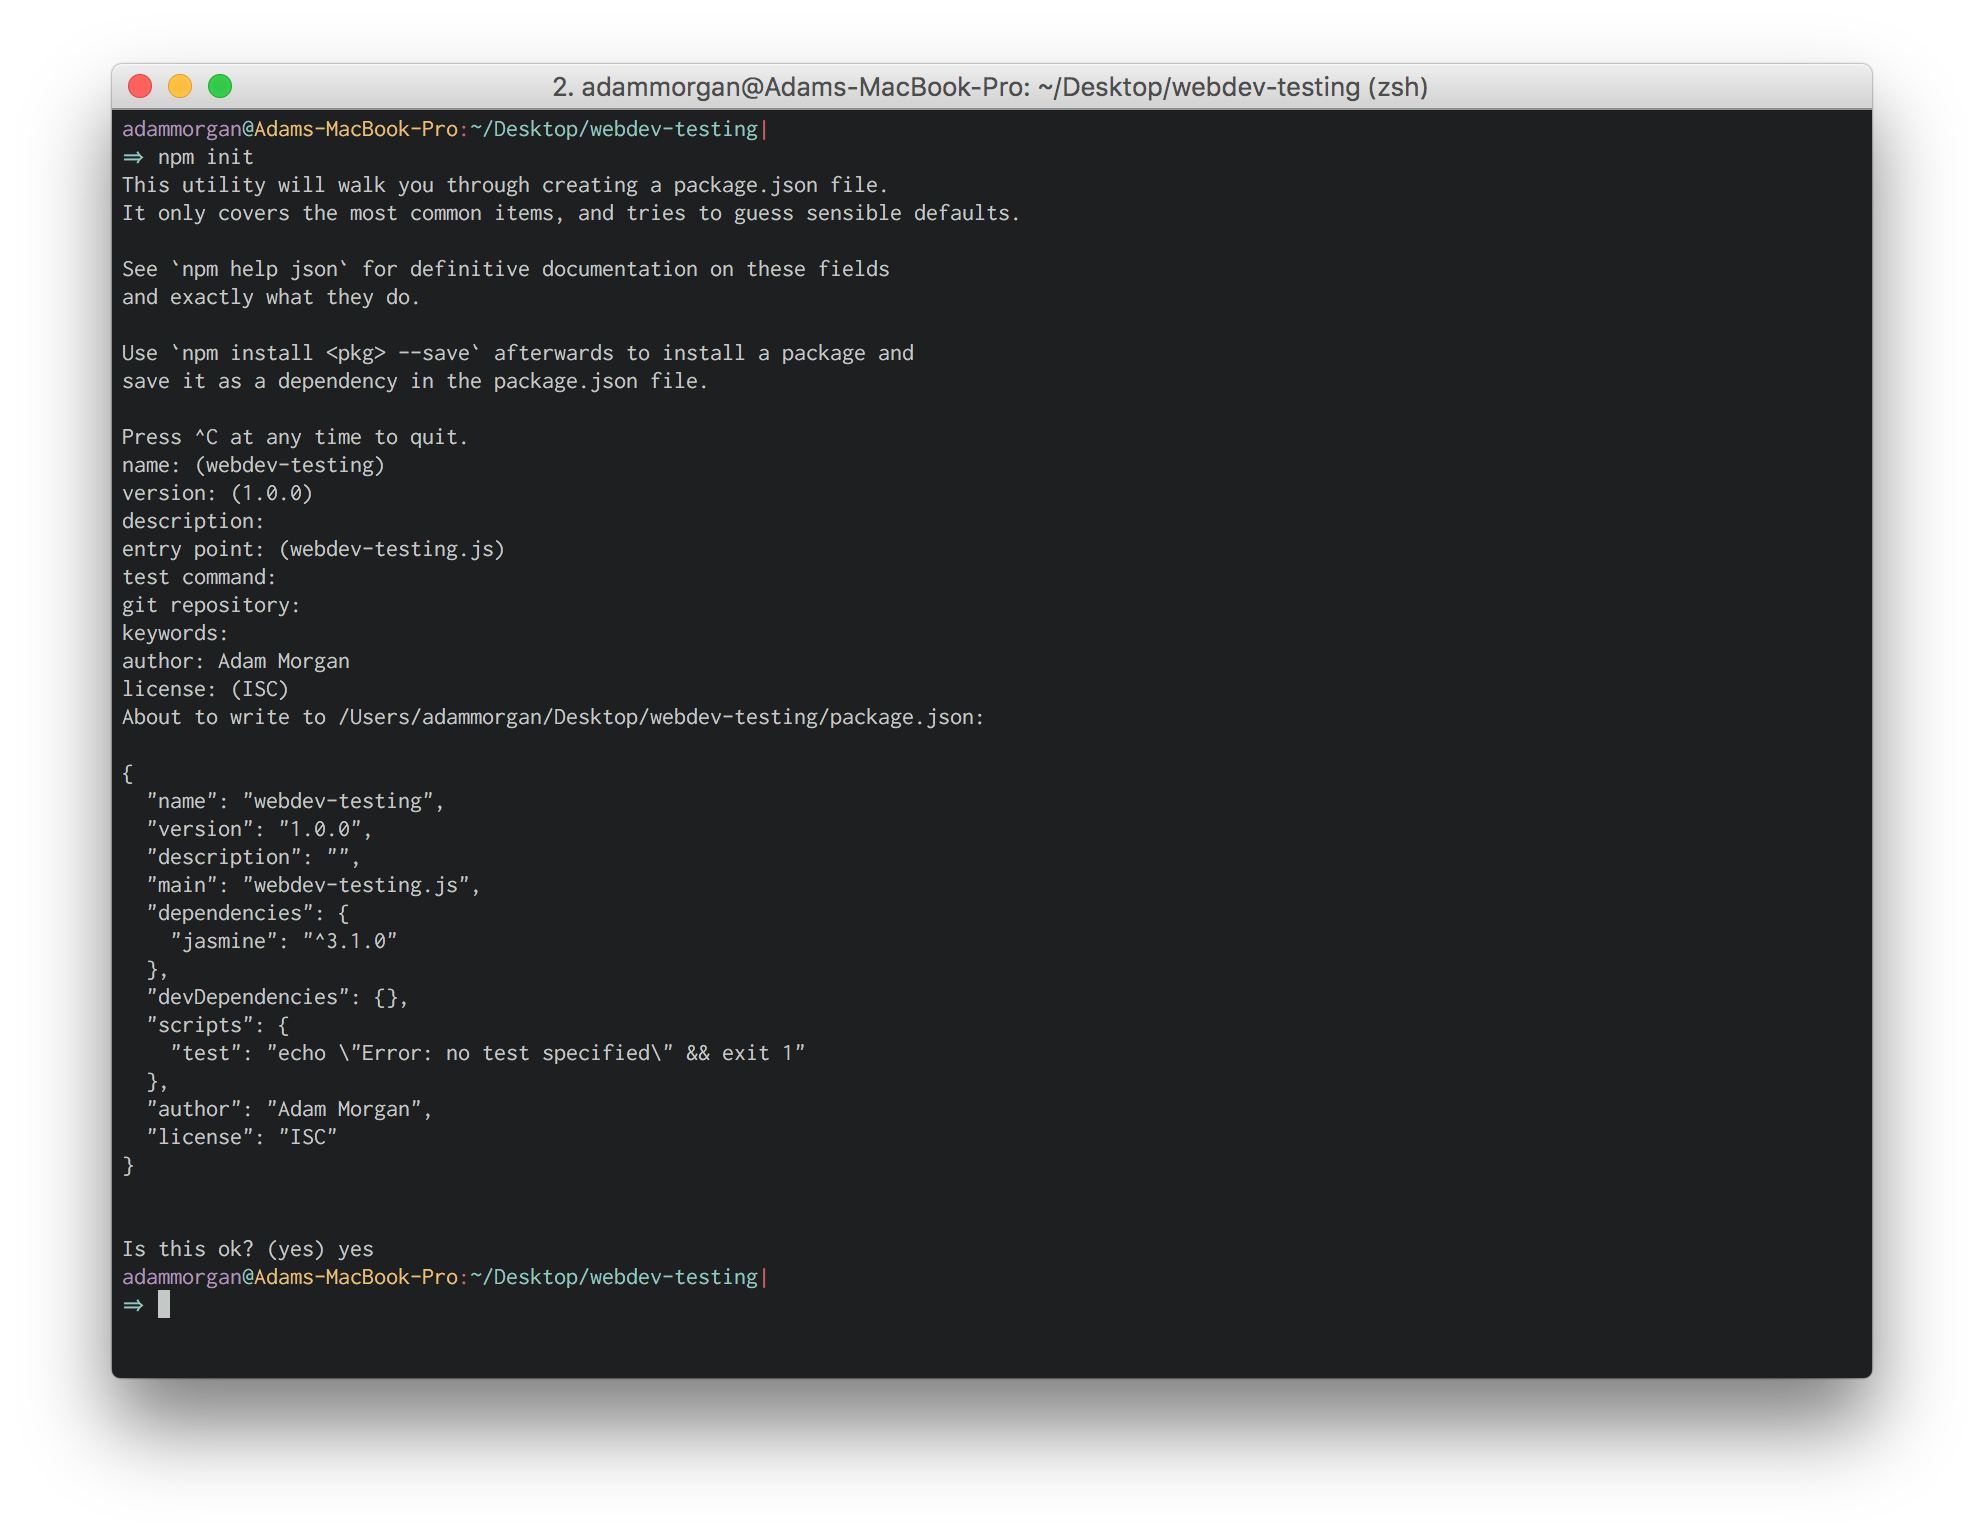 2. adammorgan@Adams-MacBook-Pro: ~/Desktop/webdev-testing (zsh)
adammorgan@Adams-MacBook-Pro:~/Desktop/webdev-testing|
⇒ npm init
This utility will walk you through creating a package.json file.
It only covers the most common items, and tries to guess sensible defaults.

See `npm help json` for definitive documentation on these fields
and exactly what they do.

Use `npm install <pkg> --save` afterwards to install a package and
save it as a dependency in the package.json file.

Press ^C at any time to quit.
name: (webdev-testing)
version: (1.0.0)
description:
entry point: (webdev-testing.js)
test command:
git repository:
keywords:
author: Adam Morgan
license: (ISC)
About to write to /Users/adammorgan/Desktop/webdev-testing/package.json:

{
  "name": "webdev-testing",
  "version": "1.0.0",
  "description": "",
  "main": "webdev-testing.js",
  "dependencies": {
    "jasmine": "^3.1.0"
  },
  "devDependencies": {},
  "scripts": {
    "test": "echo \"Error: no test specified\" && exit 1"
  },
  "author": "Adam Morgan",
  "license": "ISC"
}

Is this ok? (yes) yes
adammorgan@Adams-MacBook-Pro:~/Desktop/webdev-testing|
⇒